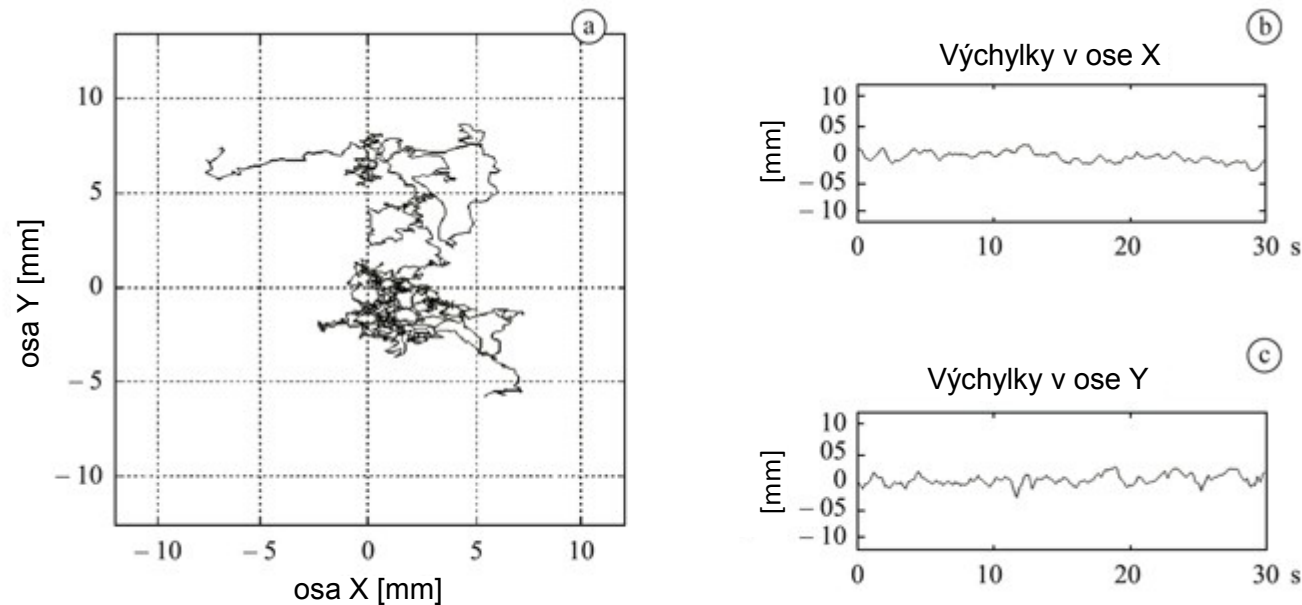 a
10
5
0
– 5
– 10
osa Y [mm]
– 10 – 5 0 5 10
osa X [mm]
b
Výchylky v ose X
10
05
0
– 05
– 10
[mm]
0 10 20 30 s
c
Výchylky v ose Y
10
05
0
– 05
– 10
[mm]
0 10 20 30 s